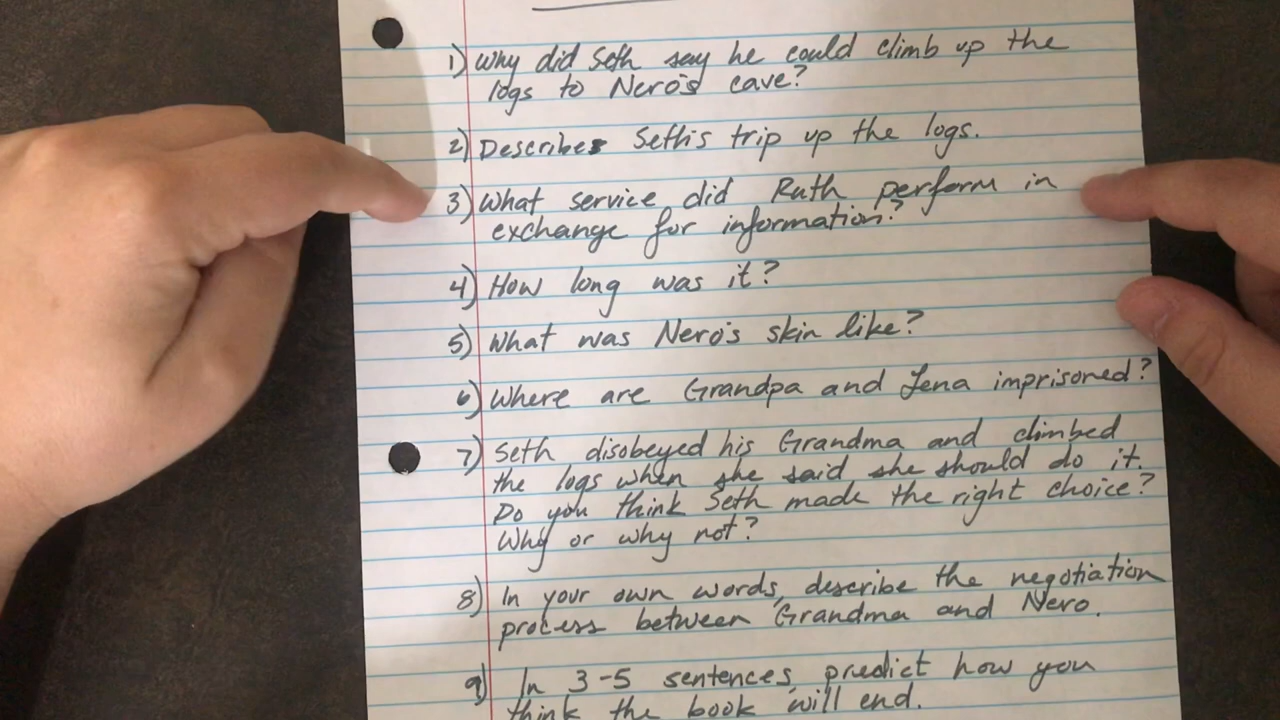 1) Why did Seth say he could climb up the
logs to Nero's cave?
2) Describe Seth's trip up the logs.
3) What service did Ruth perform in
exchange for information?
4) How long was it?
5) What was Nero's skin like?
6) Where are Grandpa and Lena imprisoned?
7) Seth disobeyed his Grandma and climbed
the logs when she said she should do it.
Do you think Seth made the right choice?
Why or why not?
8) In your own words, describe the negotiation
process between Grandma and Nero.
9) In 3-5 sentences, predict how you
think the book will end.